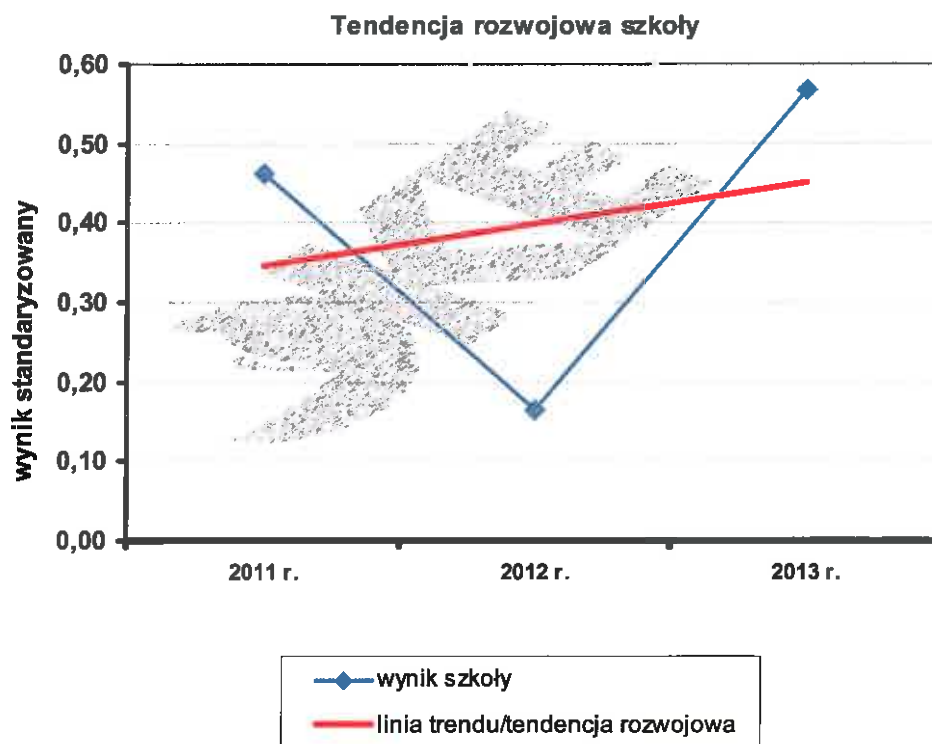 Tendencja rozwojowa szkoły
0,60
0,50
0,40
0,30
0,20
0,10
0,00
wynik standaryzowany
2011 r. 2012 r. 2013 r.
wynik szkoły
linia trendu/tendencja rozwojowa